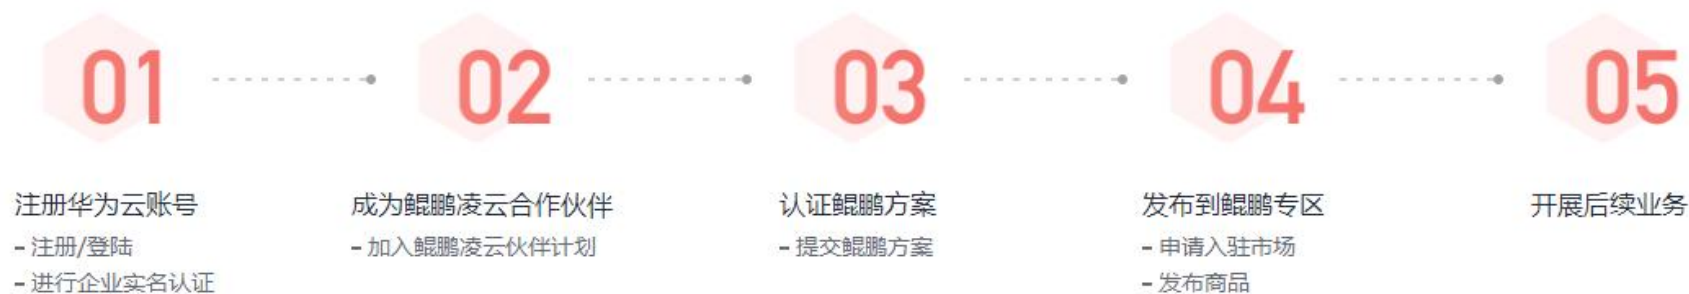 01
02
03
04
05
注册华为云账号
- 注册/登陆
- 进行企业实名认证
成为鲲鹏凌云合作伙伴
- 加入鲲鹏凌云伙伴计划
认证鲲鹏方案
- 提交鲲鹏方案
发布到鲲鹏专区
- 申请入驻市场
- 发布商品
开展后续业务